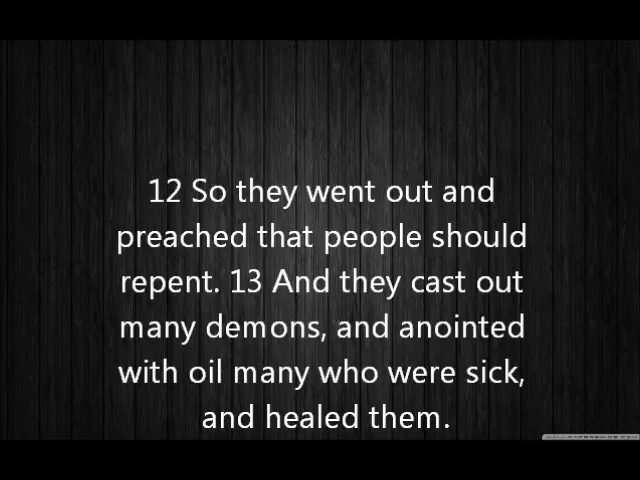 12 So they went out and
preached that people should
repent. 13 And they cast out
many demons, and anointed
with oil many who were sick,
and healed them.